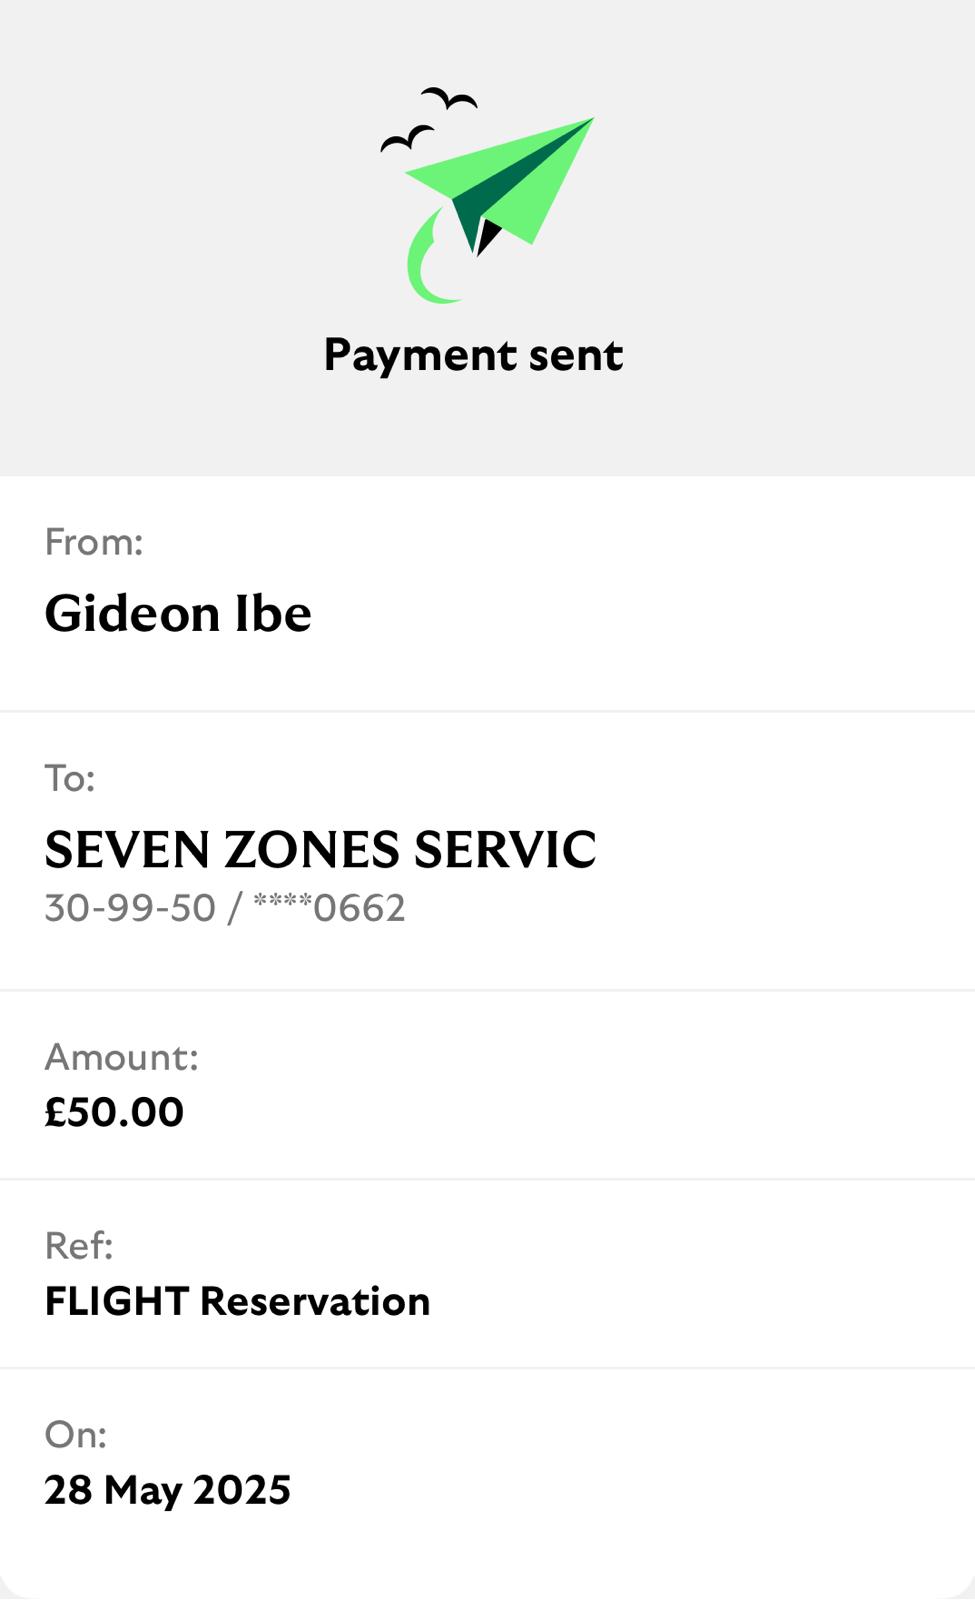 Payment sent
From:
Gideon Ibe
To:
SEVEN ZONES SERVIC
30-99-50 / ****0662
Amount:
£50.00
Ref:
FLIGHT Reservation
On:
28 May 2025